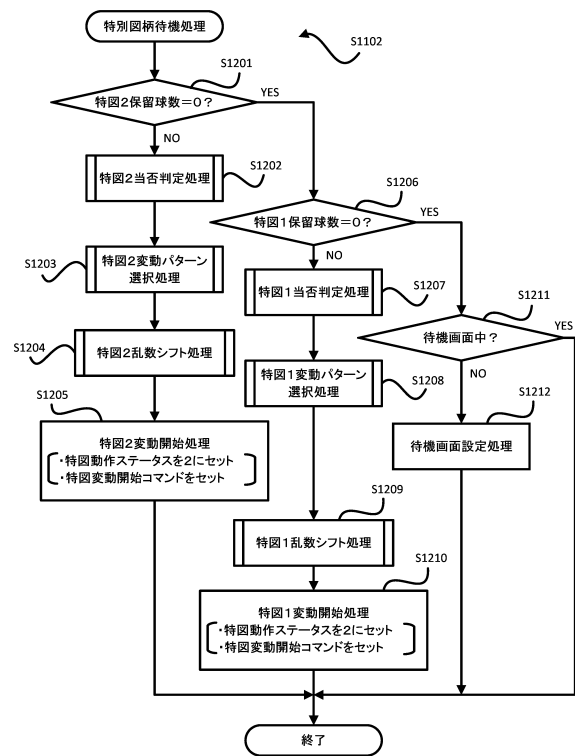 特別図柄待機処理
S1102
S1201
特図2保留球数=0?
YES
NO
S1202
特図2当否判定処理
S1206
特図1保留球数=0?
YES
NO
S1203
特図2変動パターン
選択処理
S1207
特図1当否判定処理
S1211
待機画面中?
YES
NO
S1204
特図2乱数シフト処理
特図1変動パターン
選択処理
S1208
S1205
特図2変動開始処理
・特図動作ステータスを2にセット
・特図変動開始コマンドをセット
S1212
待機画面設定処理
S1209
特図1乱数シフト処理
S1210
特図1変動開始処理
・特図動作ステータスを2にセット
・特図変動開始コマンドをセット
終了